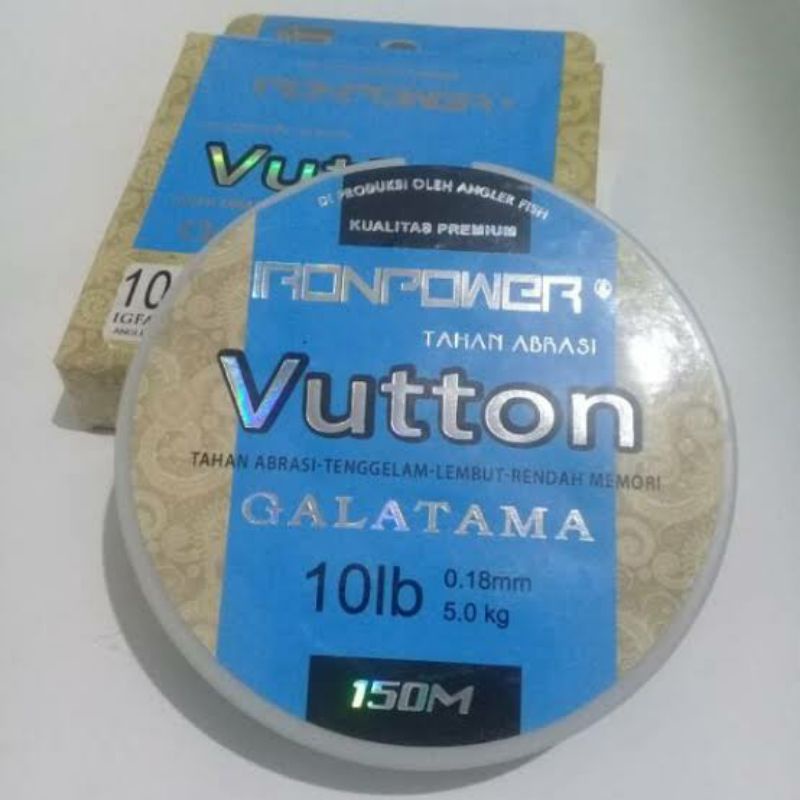 IRONPOWER
Vut
10
IGFA
DI PRODUKSI OLEH ANGLER FISH
KUALITAS PREMIUM
IRONPOWER ®
TAHAN ABRASI
Vutton
TAHAN ABRASI-TENGGELAM-LEMBUT-RENDAH MEMORI
GALATAMA
10lb 0.18mm
5.0 kg
150M